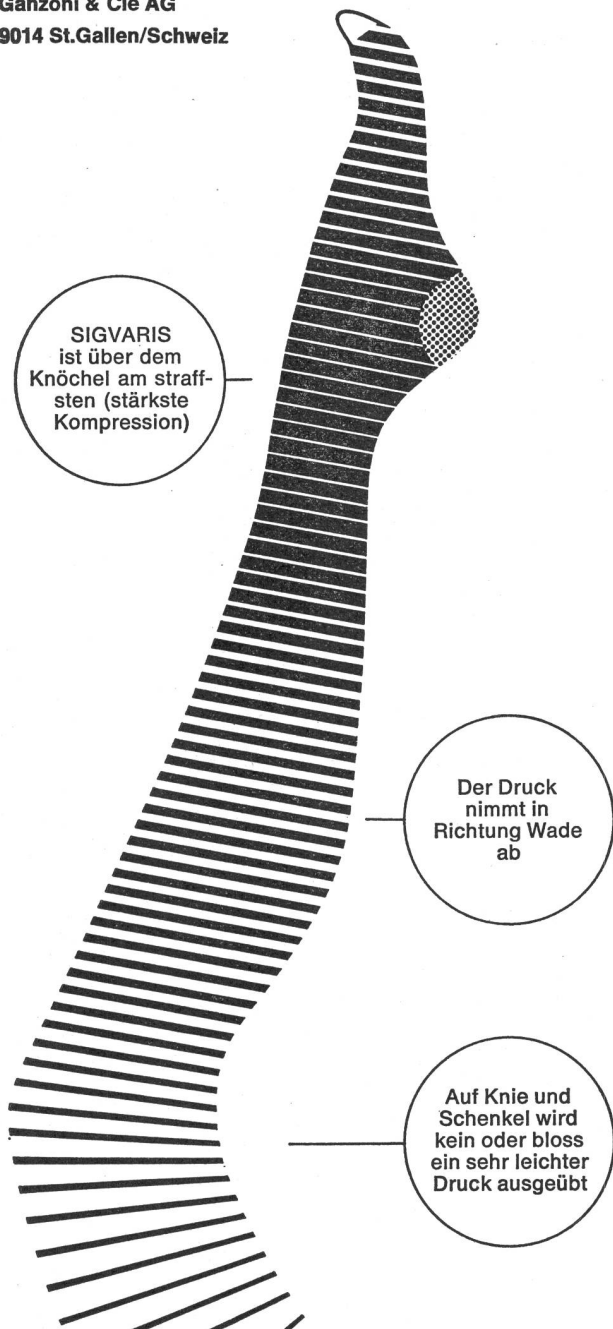 Ganzoni & Cie AG
9014 St.Gallen/Schweiz
SIGVARIS
ist über dem
Knöchel am straff-
sten (stärkste
Kompression)
Der Druck
nimmt in
Richtung Wade
ab
Auf Knie und
Schenkel wird
kein oder bloss
ein sehr leichter
Druck ausgeübt